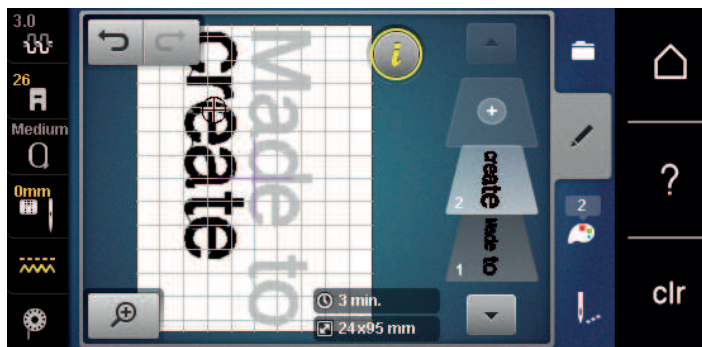 3.0
26
Medium
0mm
Made to
create
i
3 min.
24x95 mm
create
2
Made to
1
2
?
clr